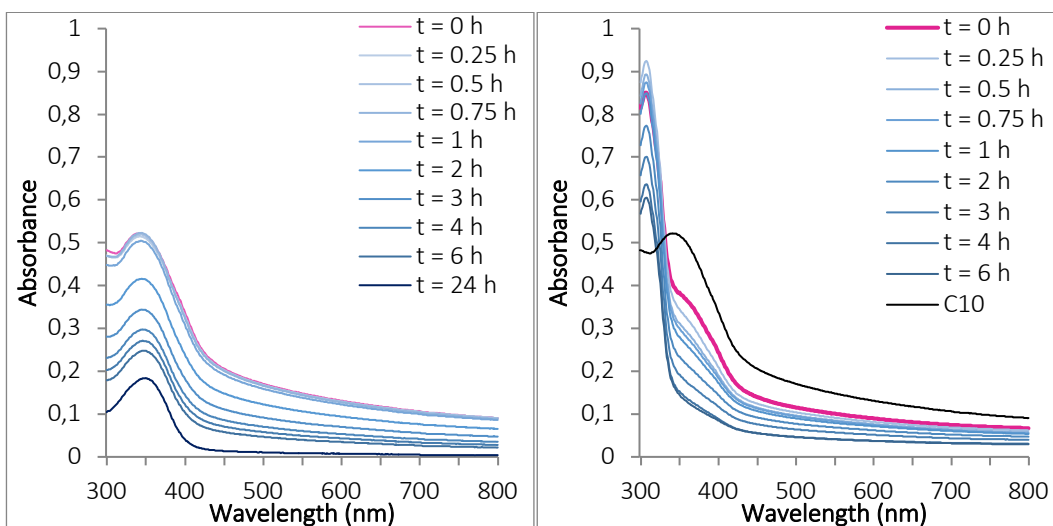 1
0,9
0,8
0,7
0,6
0,5
0,4
0,3
0,2
0,1
0
Absorbance
300 400 500 600 700 800
Wavelength (nm)
t = 0 h
t = 0.25 h
t = 0.5 h
t = 0.75 h
t = 1 h
t = 2 h
t = 3 h
t = 4 h
t = 6 h
t = 24 h
1
0,9
0,8
0,7
0,6
0,5
0,4
0,3
0,2
0,1
0
Absorbance
300 400 500 600 700 800
Wavelength (nm)
t = 0 h
t = 0.25 h
t = 0.5 h
t = 0.75 h
t = 1 h
t = 2 h
t = 3 h
t = 4 h
t = 6 h
C10